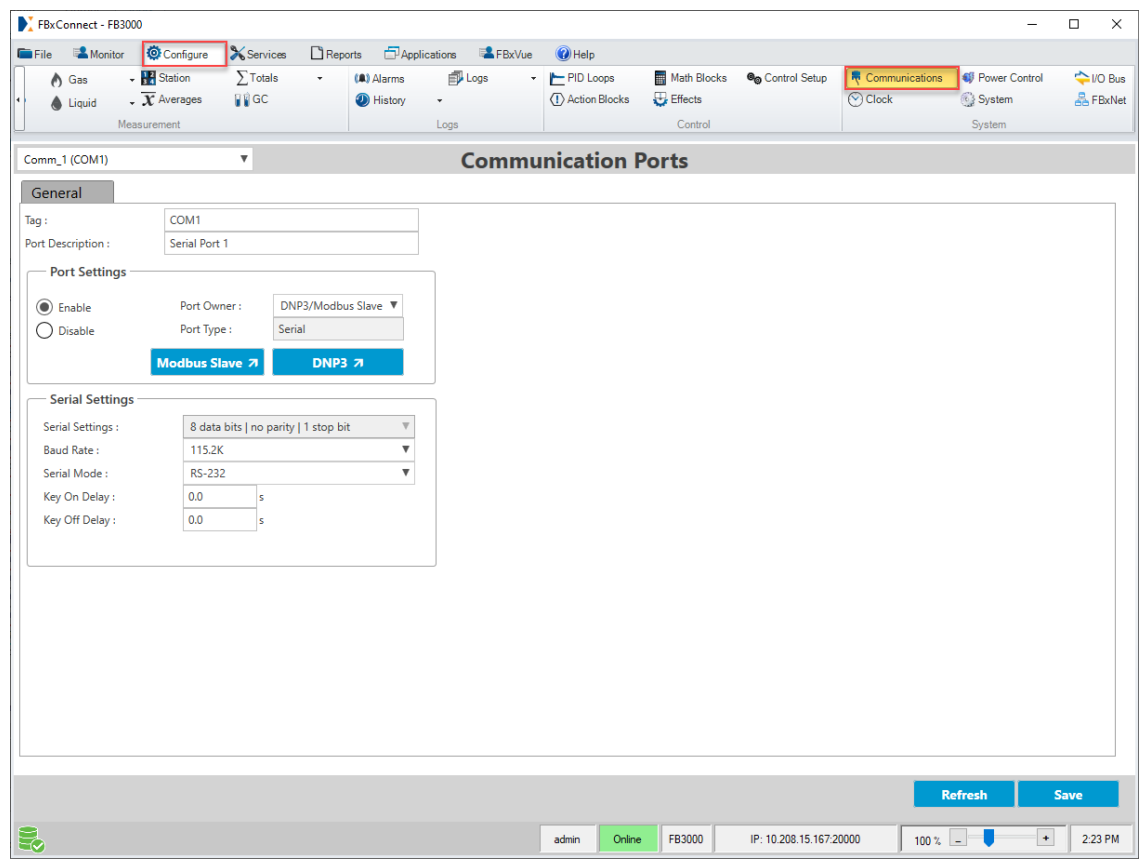 FBxConnect - FB3000
File Monitor Configure Services Reports Applications FBxVue Help
Gas Station Totals Alarms Logs PID Loops Math Blocks Control Setup Communications Power Control I/O Bus
Liquid Averages GC History Action Blocks Effects Clock System FBxNet
Measurement Logs Control System
Comm_1 (COM1) Communication Ports
General
Tag : COM1
Port Description : Serial Port 1
Port Settings
Enable Port Owner : DNP3/Modbus Slave
Disable Port Type : Serial
Modbus Slave DNP3
Serial Settings
Serial Settings : 8 data bits | no parity | 1 stop bit
Baud Rate : 115.2K
Serial Mode : RS-232
Key On Delay : 0.0 s
Key Off Delay : 0.0 s
Refresh Save
admin Online FB3000 IP: 10.208.15.167:20000 100 % - + 2:23 PM